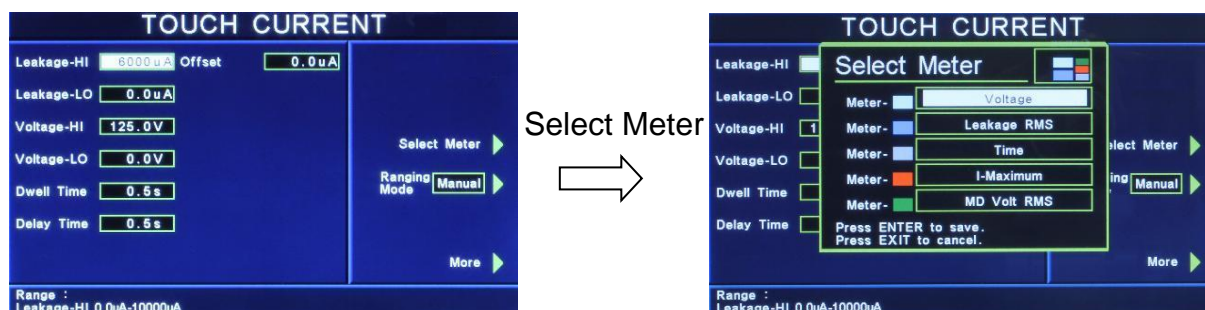 TOUCH CURRENT
Leakage-HI 6000uA Offset 0.0uA
Leakage-LO 0.0uA
Voltage-HI 125.0V
Voltage-LO 0.0V
Dwell Time 0.5s
Delay Time 0.5s
Select Meter
Ranging Mode Manual
More
Range :
Leakage-HI 0.0uA-10000uA
Select Meter
TOUCH CURRENT
Leakage-HI
Leakage-LO
Voltage-HI 1
Voltage-LO
Dwell Time
Delay Time
Select Meter
Meter- Voltage
Meter- Leakage RMS
Meter- Time
Meter- I-Maximum
Meter- MD Volt RMS
Press ENTER to save.
Press EXIT to cancel.
elect Meter
ing Manual
More
Range :
Leakage-HI 0.0uA-10000uA